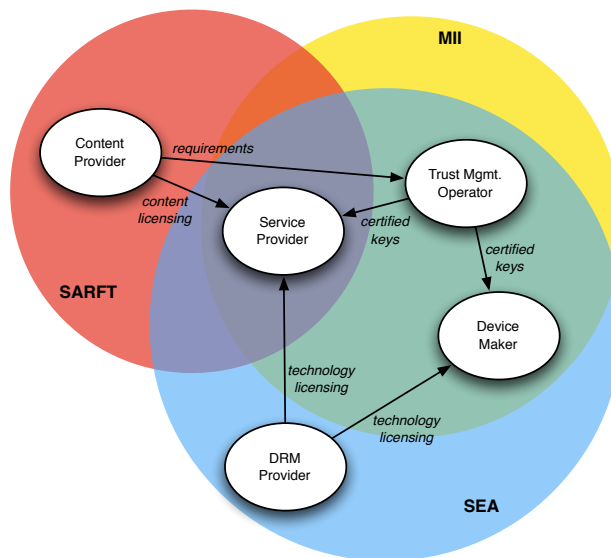 MII
Content
Provider
requirements
Trust Mgmt.
Operator
content
licensing
Service
Provider
certified
keys
certified
keys
SARFT
Device
Maker
technology
licensing
technology
licensing
DRM
Provider
SEA